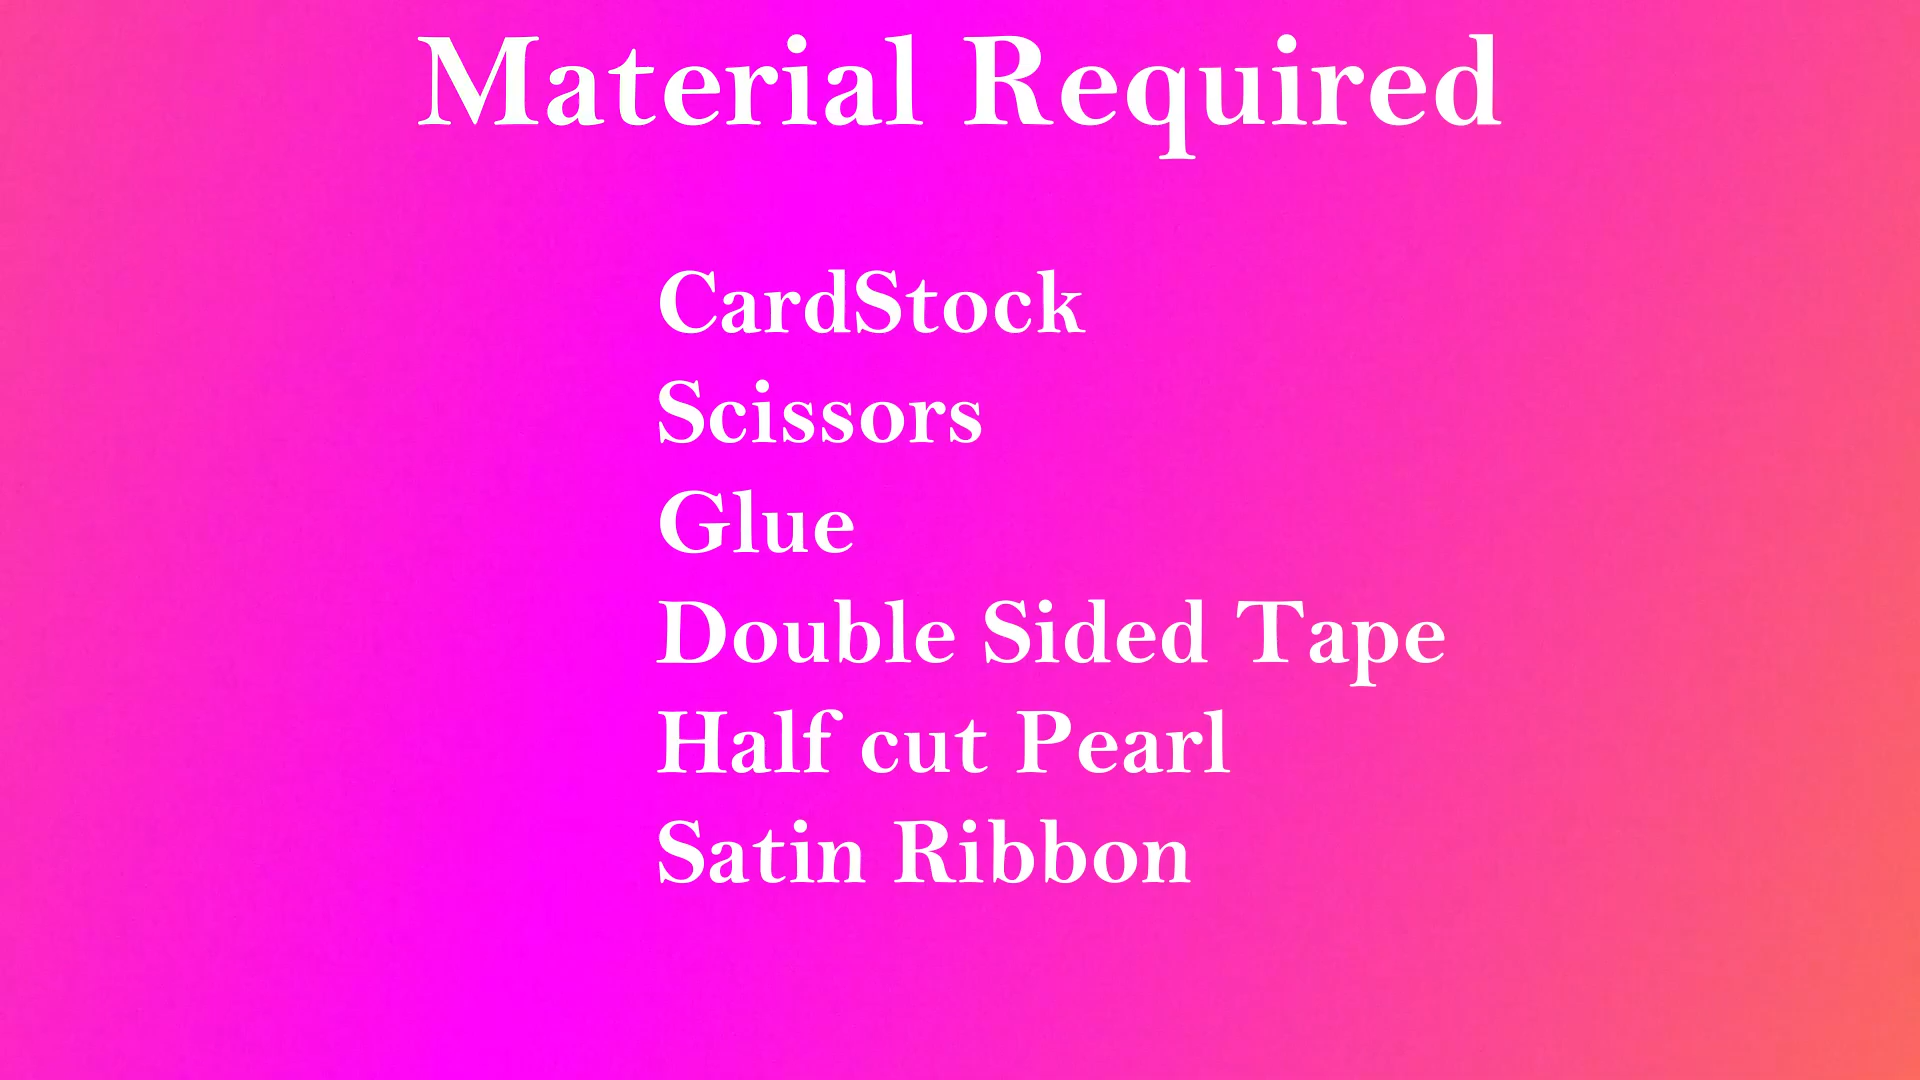 Material Required
CardStock
Scissors
Glue
Double Sided Tape
Half cut Pearl
Satin Ribbon